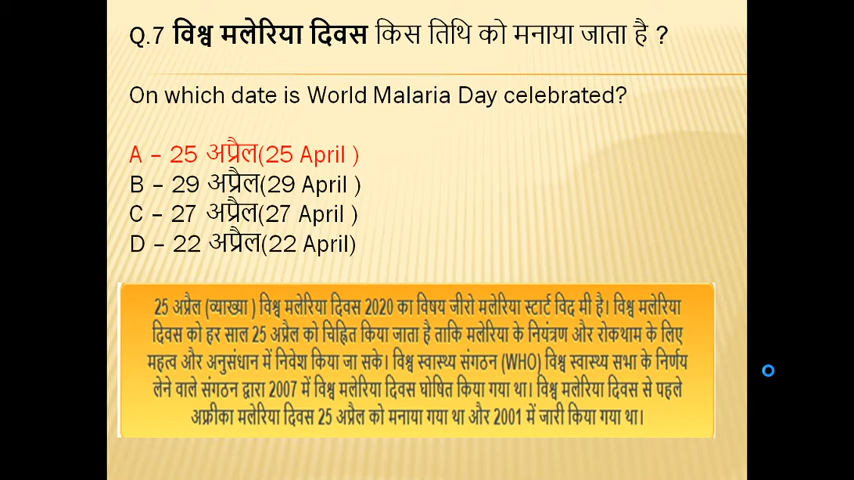 Q.7 विश्व मलेरिया दिवस किस तिथि को मनाया जाता है ?
On which date is World Malaria Day celebrated?
A – 25 अप्रैल(25 April )
B – 29 अप्रैल(29 April )
C – 27 अप्रैल(27 April )
D – 22 अप्रैल(22 April)
25 अप्रैल (व्याख्या ) विश्व मलेरिया दिवस 2020 का विषय जीरो मलेरिया स्टार्ट विद मी है। विश्व मलेरिया
दिवस को हर साल 25 अप्रैल को चिह्नित किया जाता है ताकि मलेरिया के नियंत्रण और रोकथाम के लिए
महत्व और अनुसंधान में निवेश किया जा सके। विश्व स्वास्थ्य संगठन (WHO) विश्व स्वास्थ्य सभा के निर्णय
लेने वाले संगठन द्वारा 2007 में विश्व मलेरिया दिवस घोषित किया गया था। विश्व मलेरिया दिवस से पहले
अफ्रीका मलेरिया दिवस 25 अप्रैल को मनाया गया था और 2001 में जारी किया गया था।